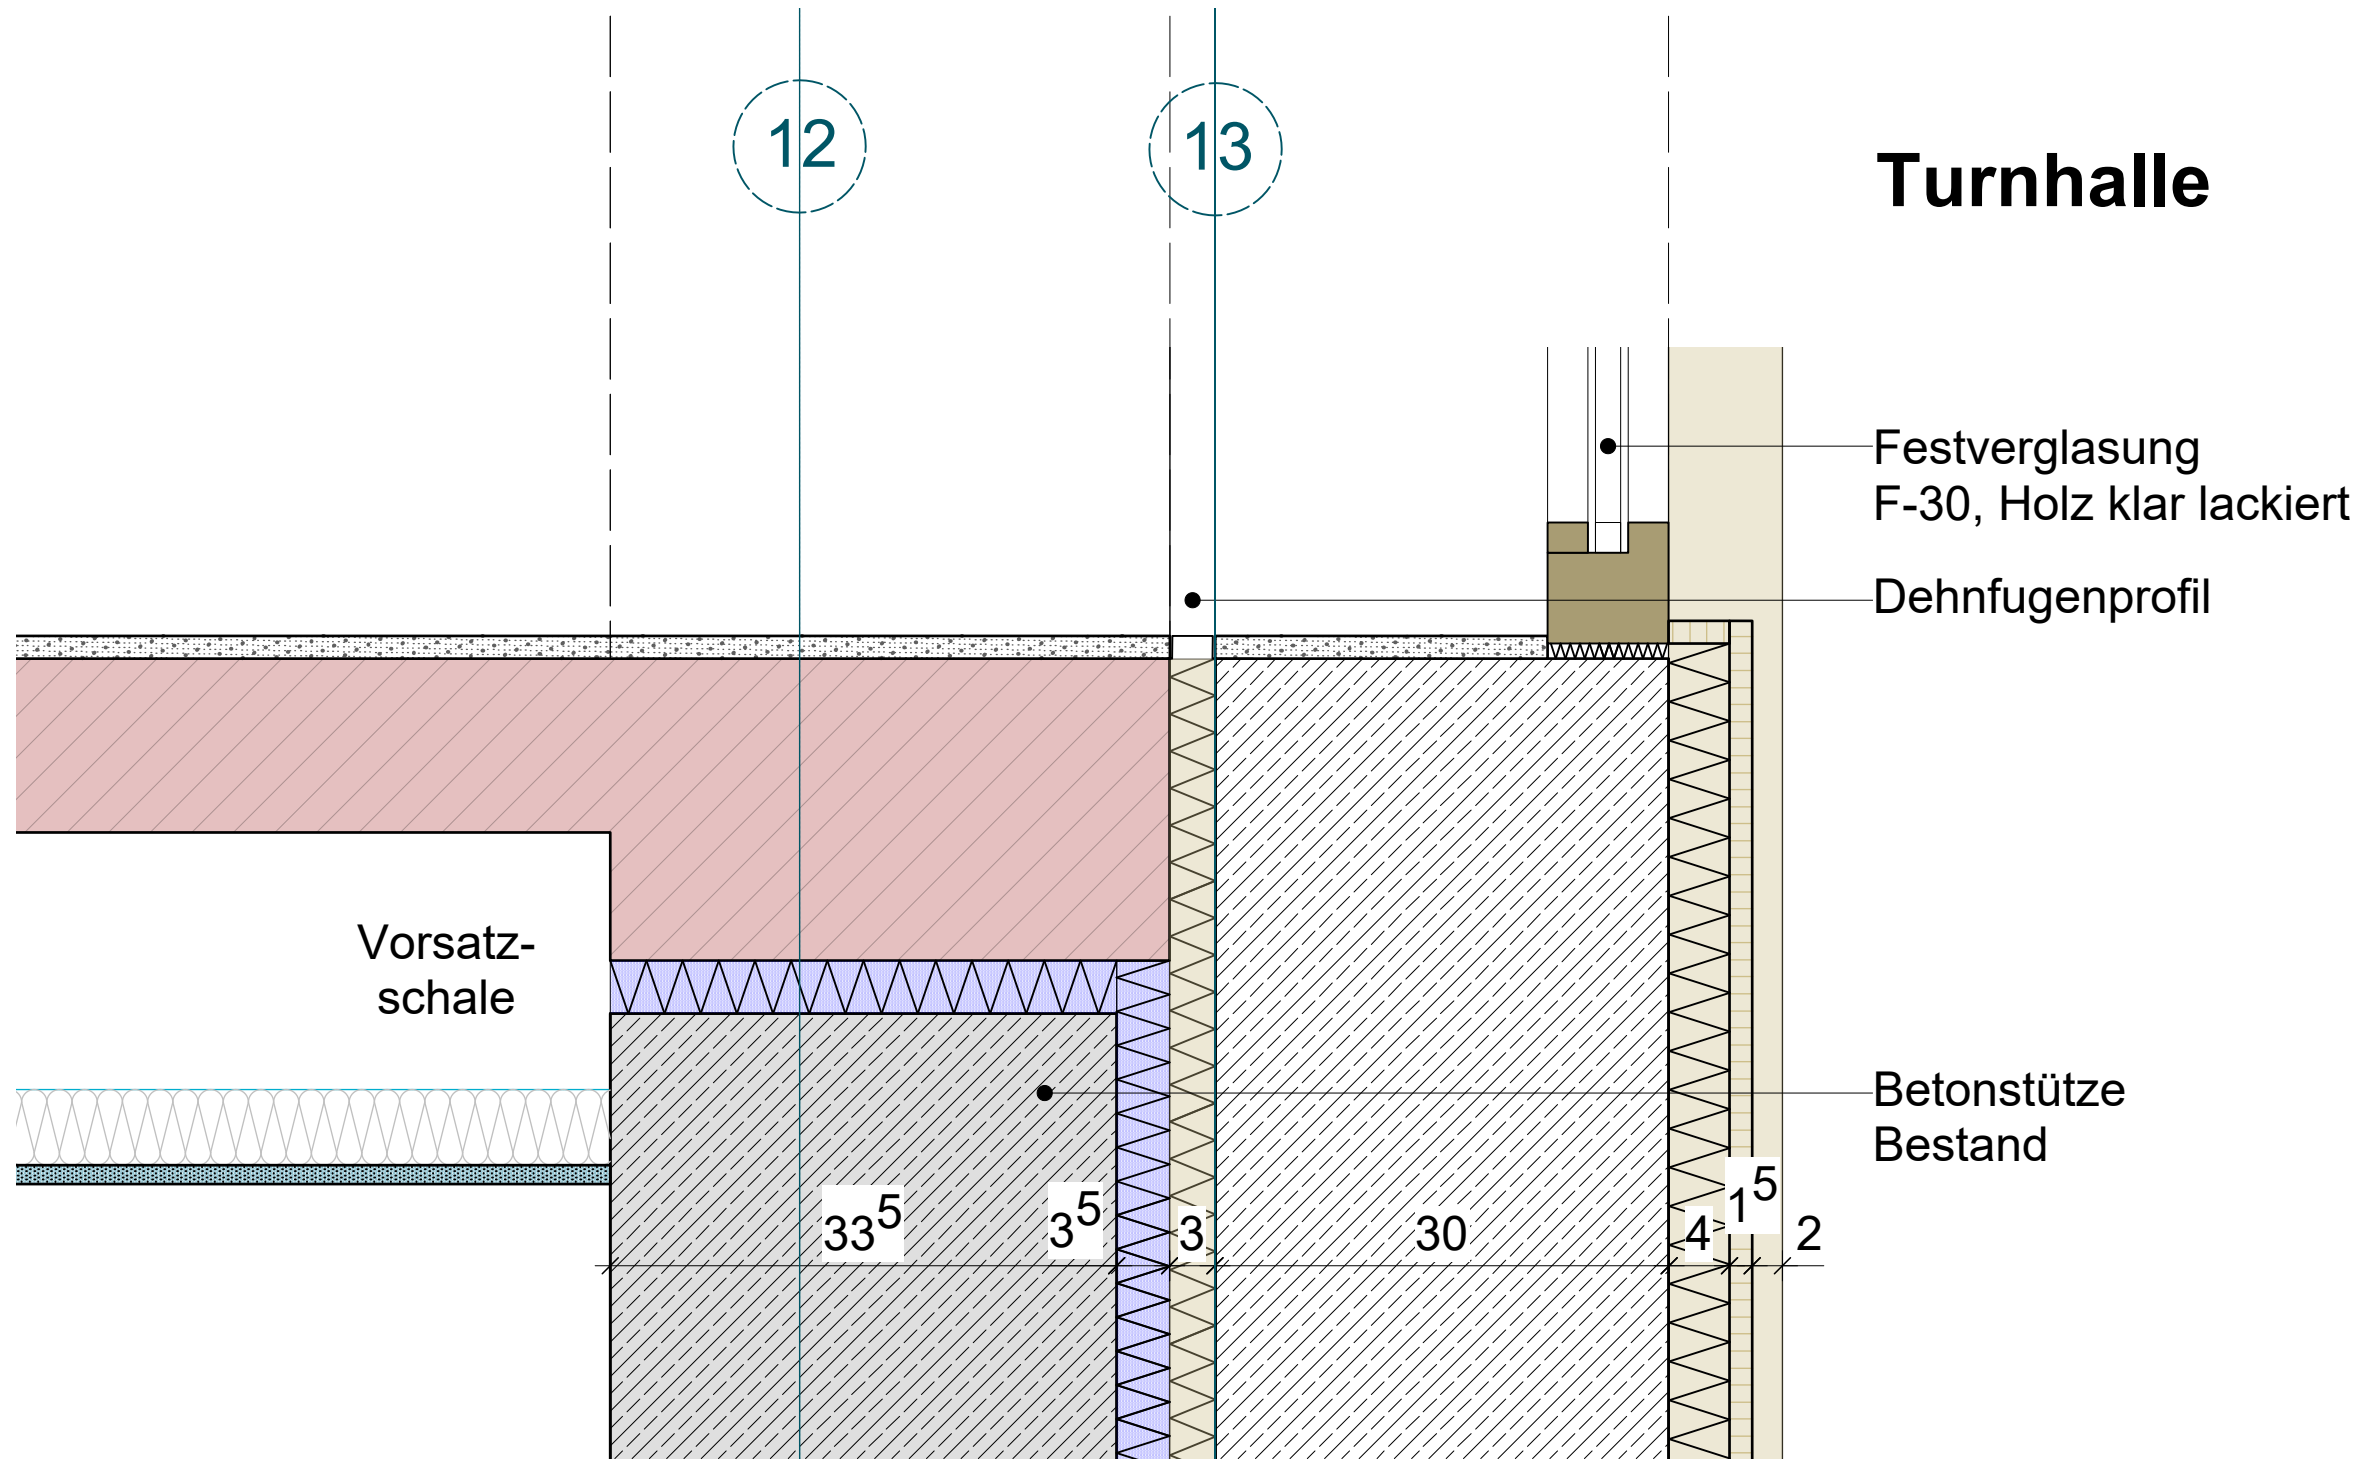 12
13
Turnhalle
Festverglasung
F-30, Holz klar lackiert
Dehnfugenprofil
Vorsatz-
schale
Betonstütze
Bestand
33⁵ 3⁵ 3 30 4 1⁵ 2